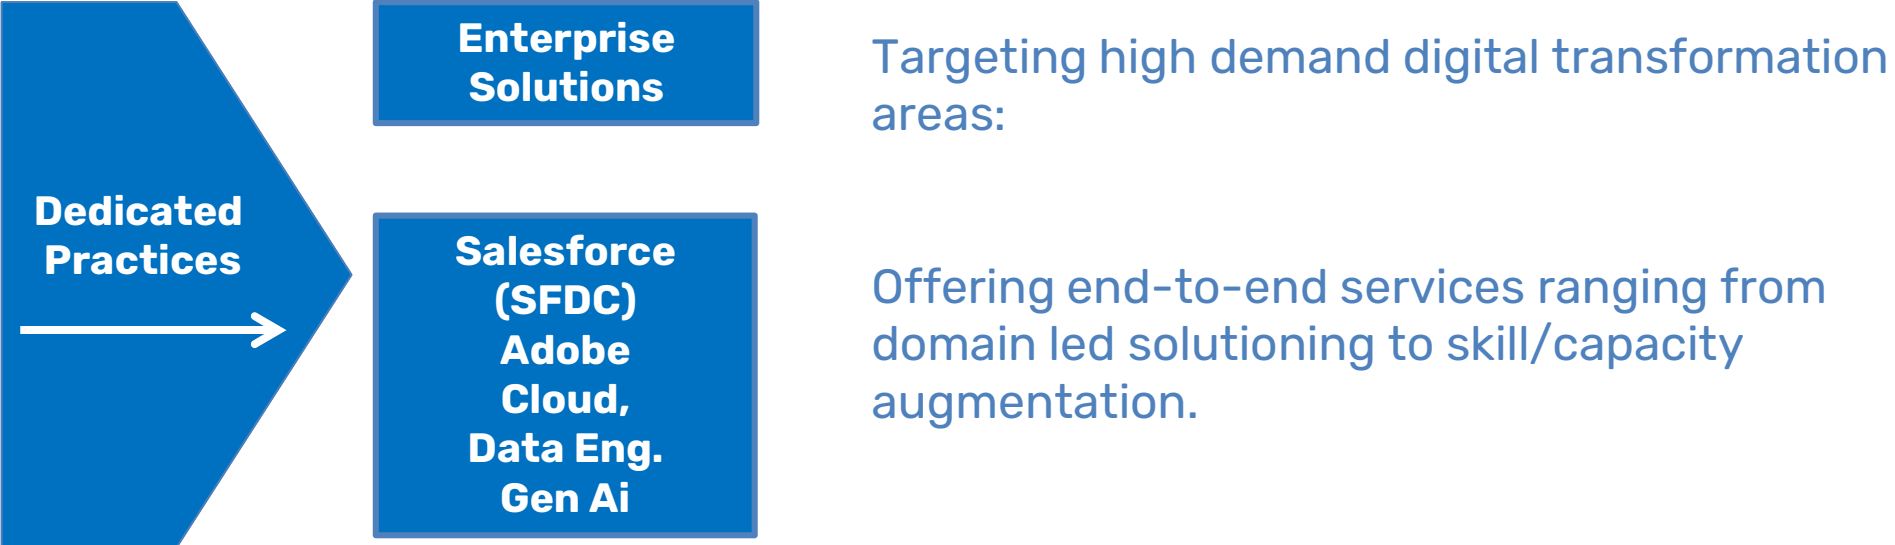 Dedicated
Practices
Enterprise
Solutions
Targeting high demand digital transformation
areas:
Salesforce
(SFDC)
Adobe
Cloud,
Data Eng.
Gen Ai
Offering end-to-end services ranging from
domain led solutioning to skill/capacity
augmentation.